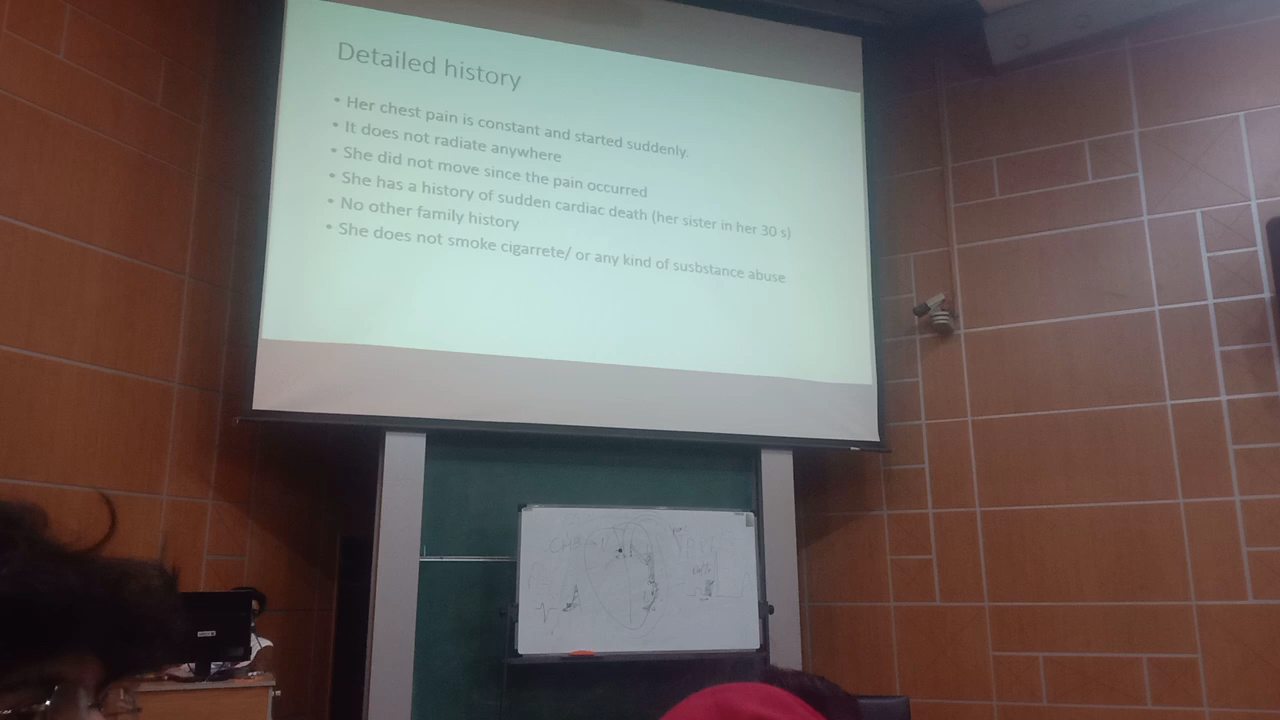 Detailed history
• Her chest pain is constant and started suddenly.
• It does not radiate anywhere
• She did not move since the pain occurred
• She has a history of sudden cardiac death (her sister in her 30 s)
• No other family history
• She does not smoke cigarrete/ or any kind of susbstance abuse
CHB